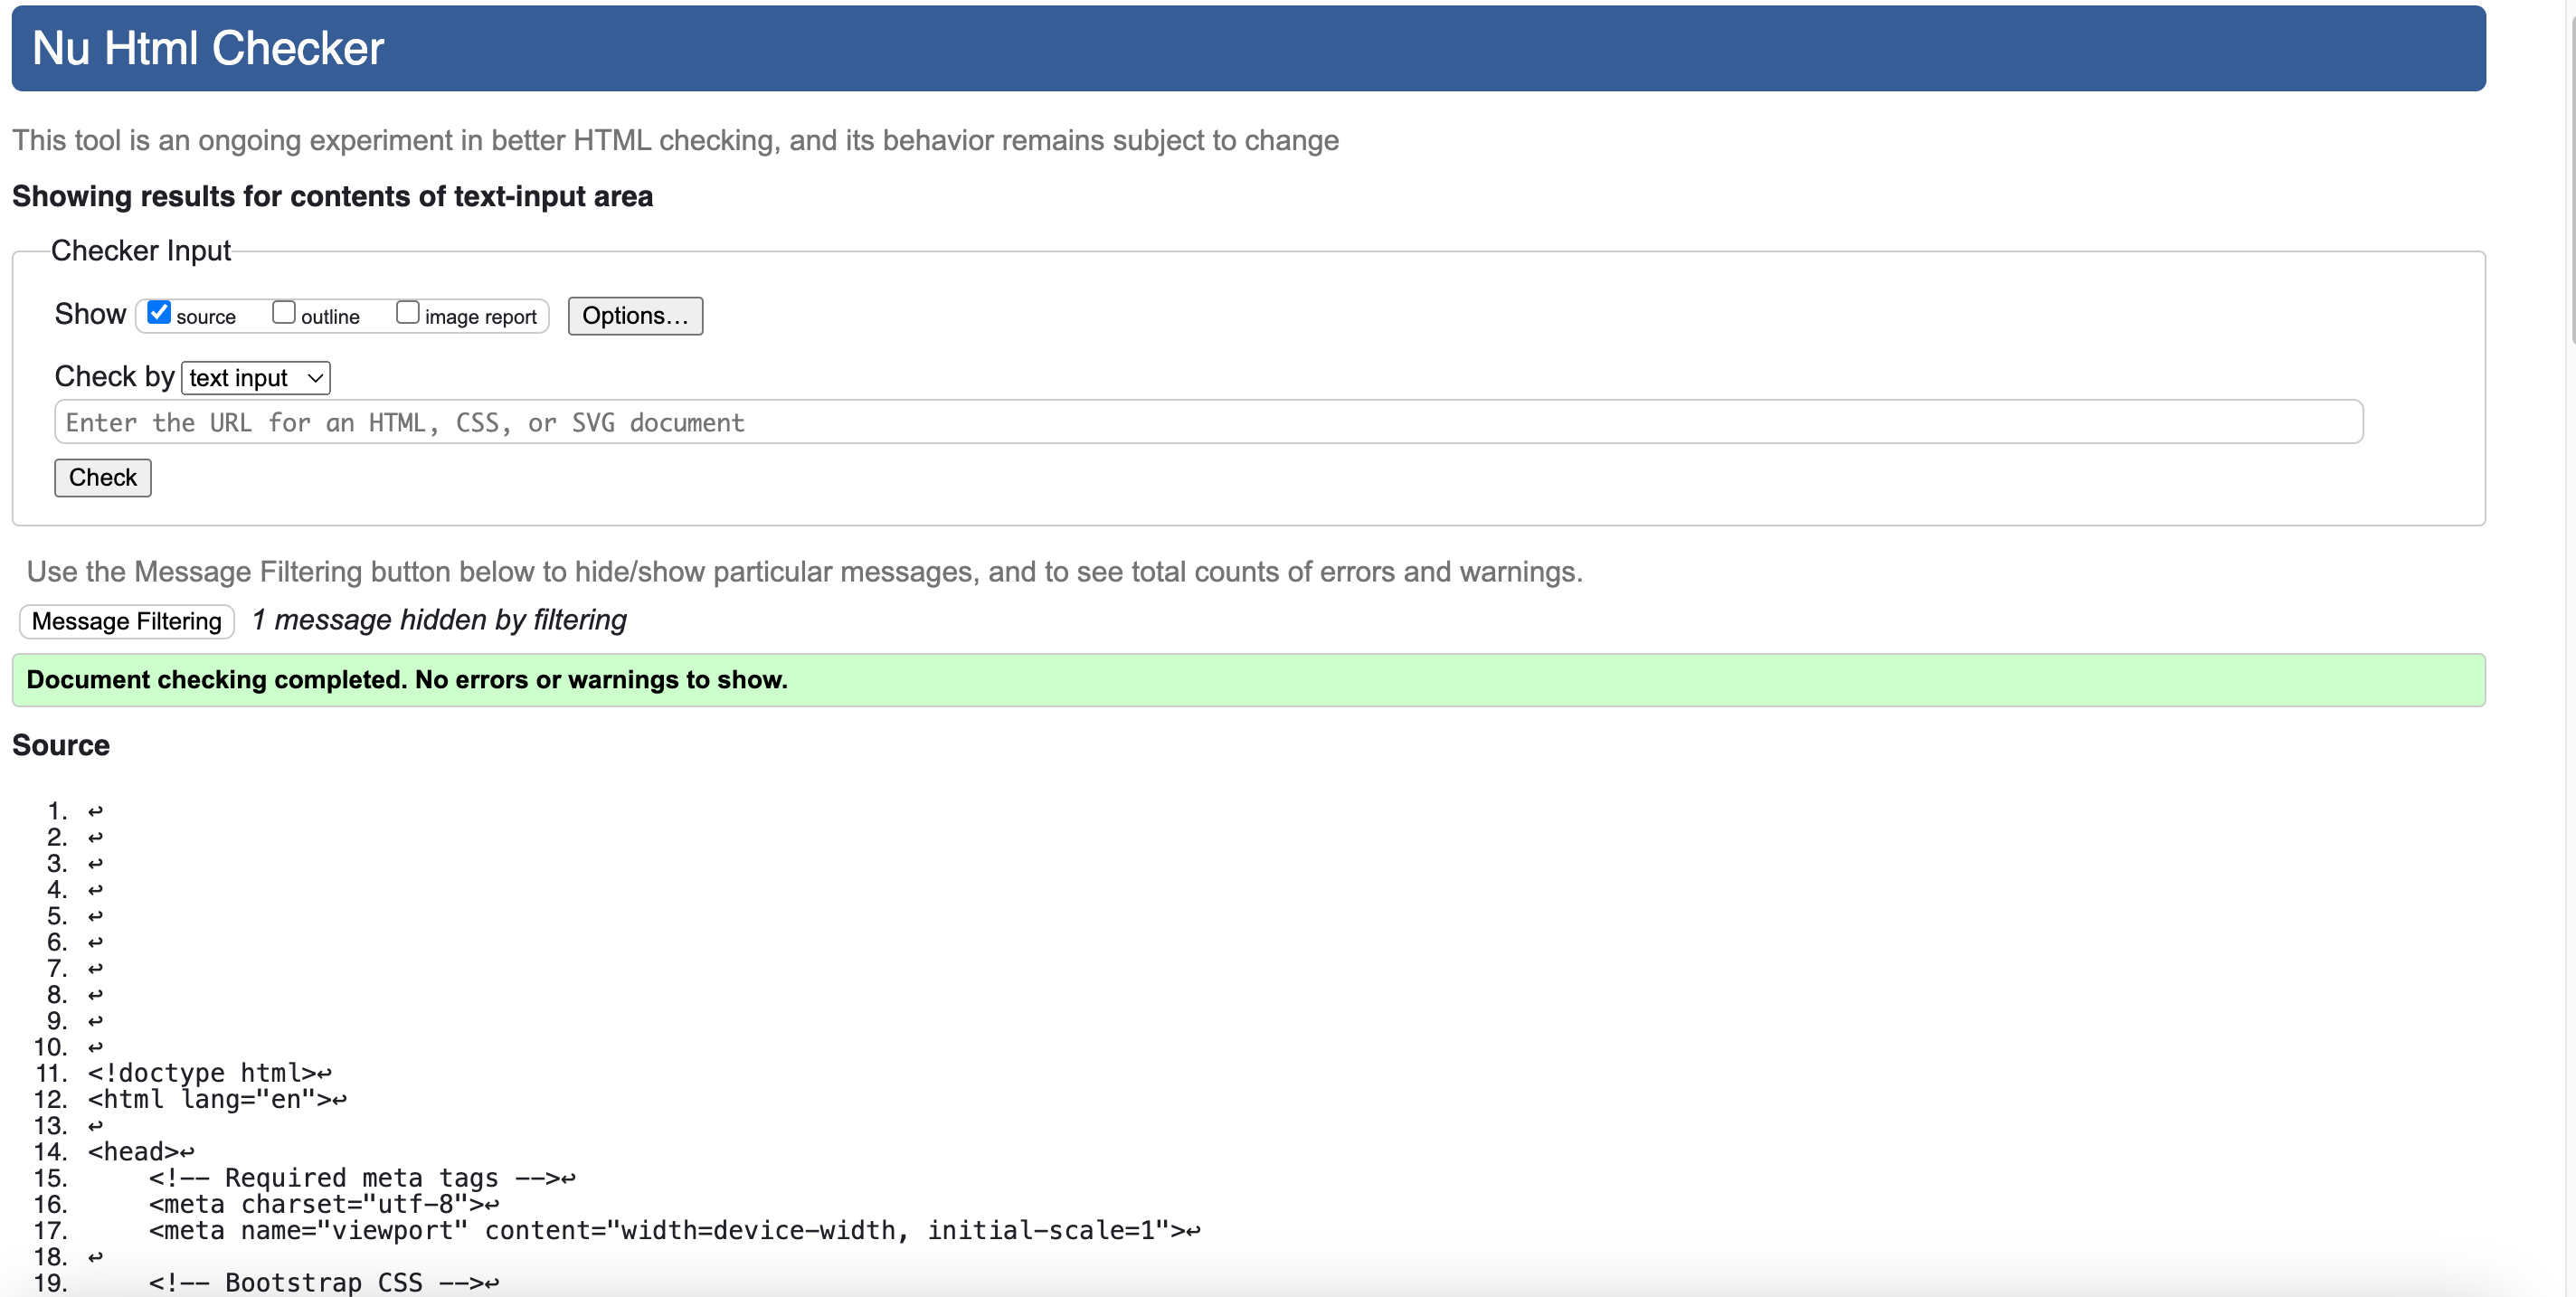 Nu Html Checker
This tool is an ongoing experiment in better HTML checking, and its behavior remains subject to change
Showing results for contents of text-input area
Checker Input
Show source outline image report Options...
Check by text input
Enter the URL for an HTML, CSS, or SVG document
Check
Use the Message Filtering button below to hide/show particular messages, and to see total counts of errors and warnings.
Message Filtering 1 message hidden by filtering
Document checking completed. No errors or warnings to show.
Source
1. ↩
2. ↩
3. ↩
4. ↩
5. ↩
6. ↩
7. ↩
8. ↩
9. ↩
10. ↩
11. <!doctype html>↩
12. <html lang="en">↩
13. ↩
14. <head>↩
15. <!-- Required meta tags -->↩
16. <meta charset="utf-8">↩
17. <meta name="viewport" content="width=device-width, initial-scale=1">↩
18. ↩
19. <!-- Bootstrap CSS -->↩